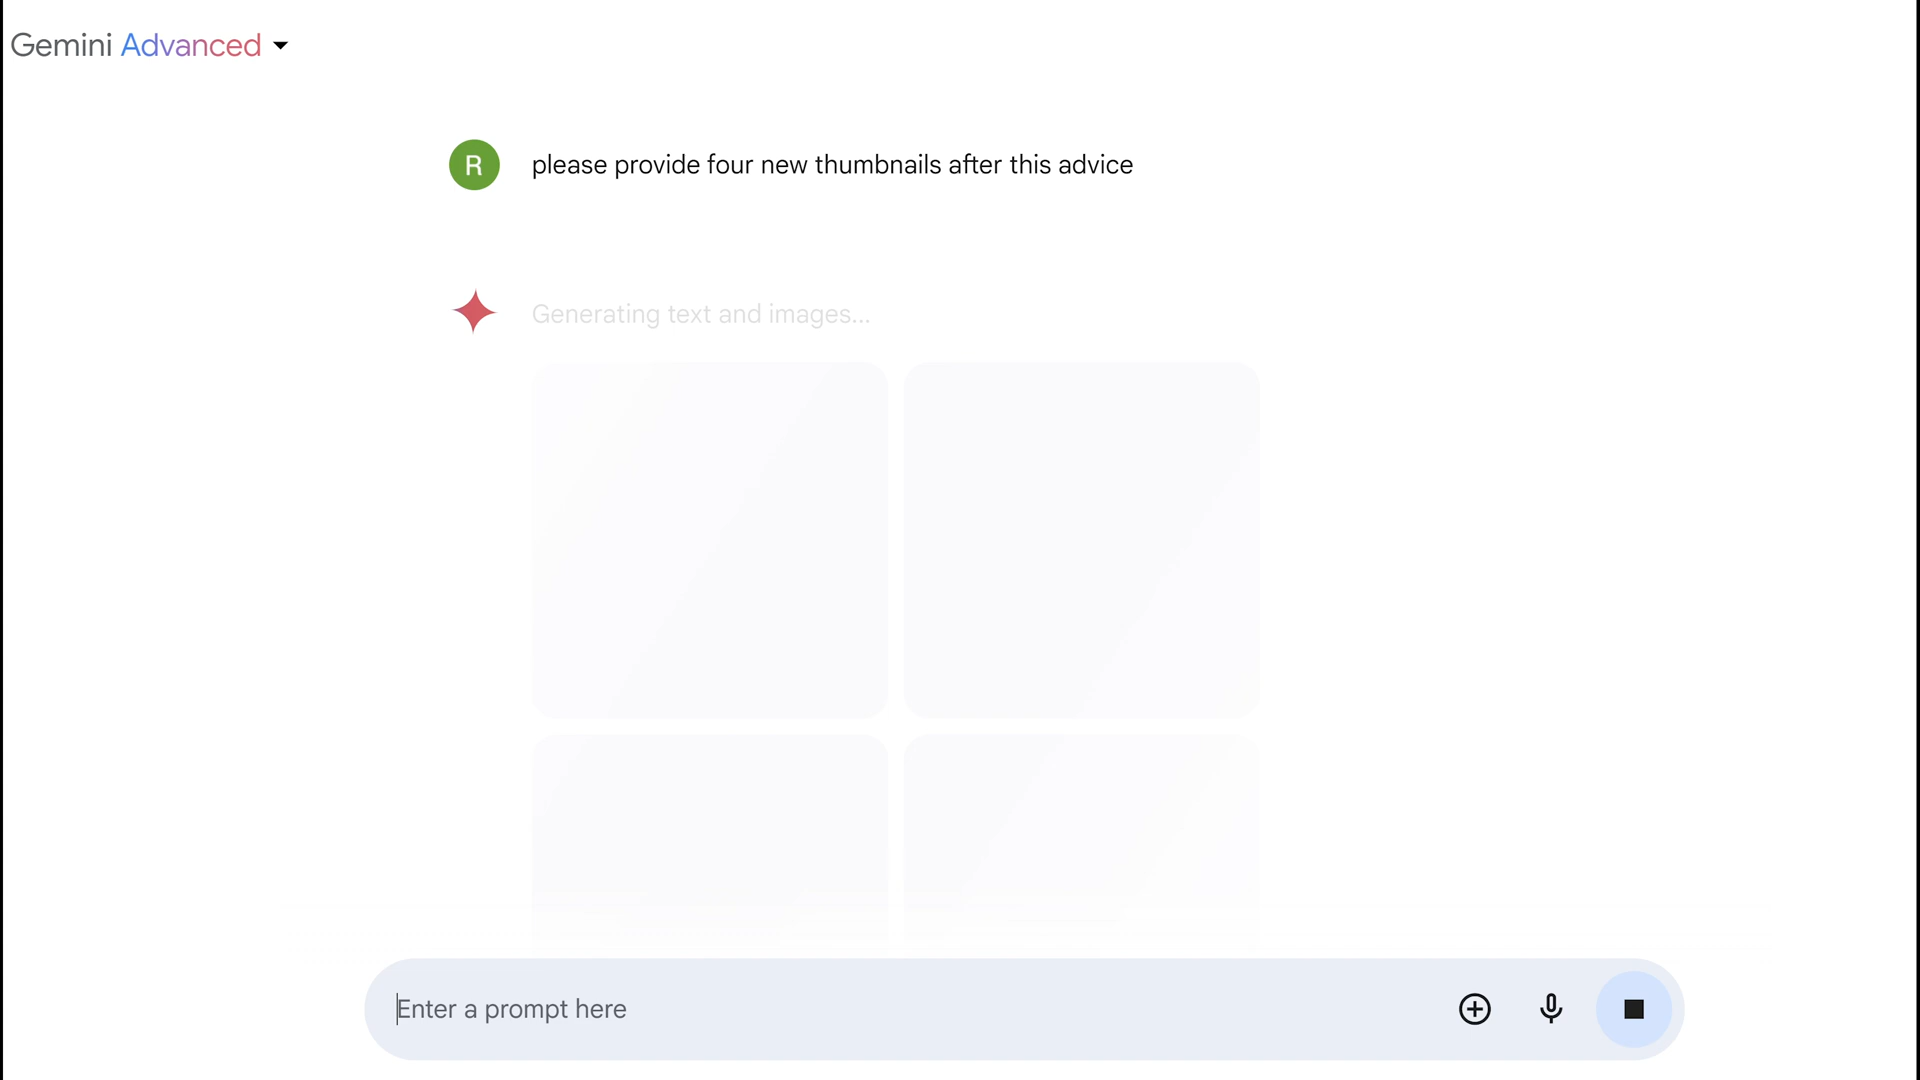 Gemini Advanced
R
please provide four new thumbnails after this advice
Generating text and images...
Enter a prompt here